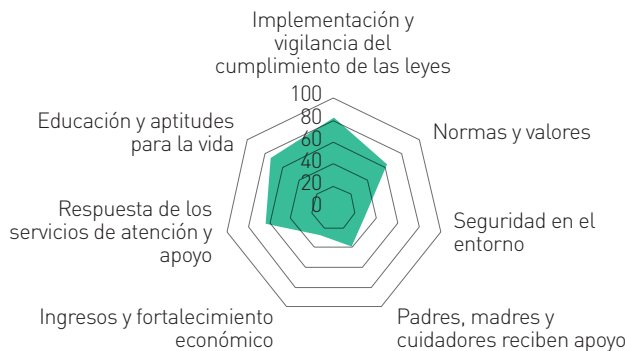 Implementación y
vigilancia del
cumplimiento de las leyes
100
80
60
40
20
0
Normas y valores
Seguridad en el
entorno
Padres, madres y
cuidadores reciben apoyo
Ingresos y fortalecimiento
económico
Respuesta de los
servicios de atención y
apoyo
Educación y aptitudes
para la vida